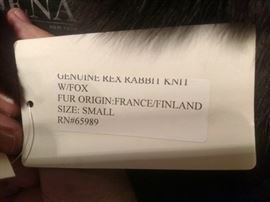 GENUINE REX RABBIT KNIT
W/FOX
FUR ORIGIN:FRANCE/FINLAND
SIZE: SMALL
RN#65989